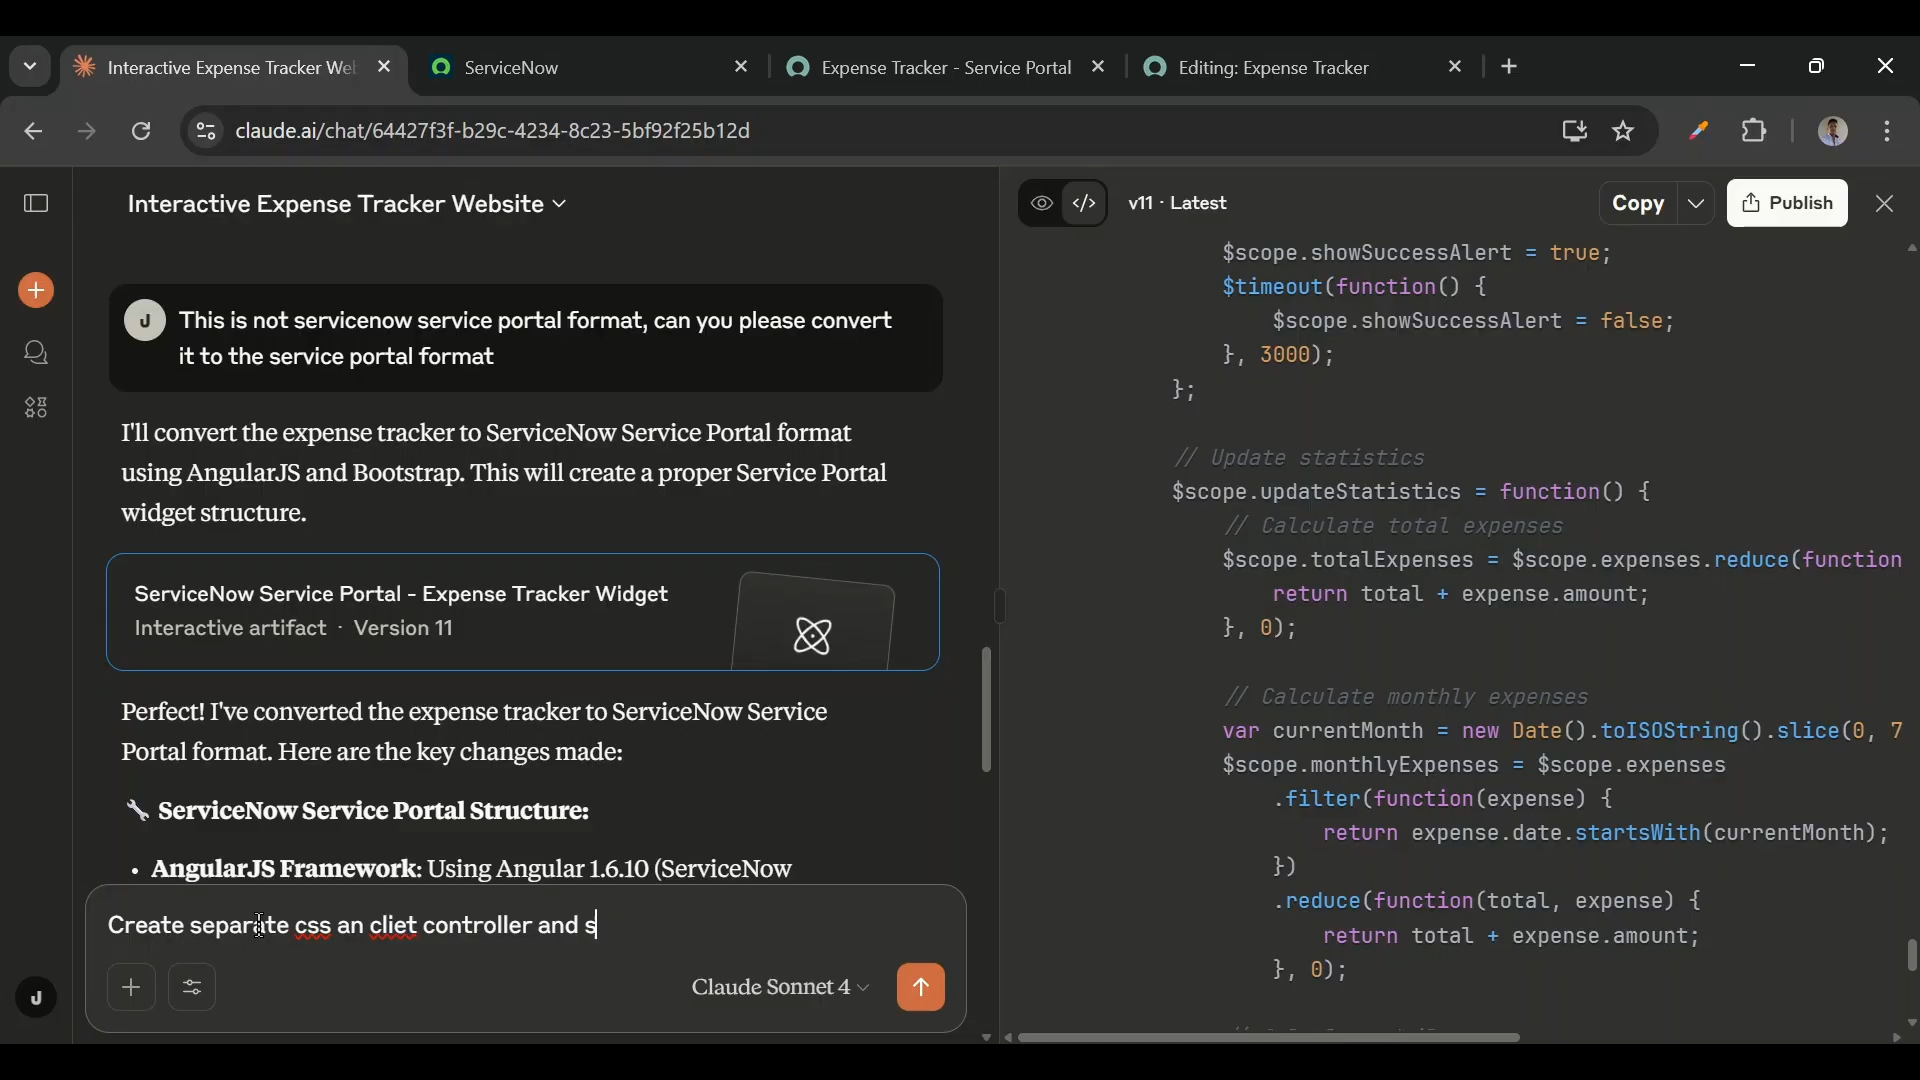 Interactive Expense Tracker Wel
ServiceNow
Expense Tracker - Service Portal
Editing: Expense Tracker
claude.ai/chat/64427f3f-b29c-4234-8c23-5bf92f25b12d
Interactive Expense Tracker Website
J
This is not servicenow service portal format, can you please convert
it to the service portal format
I'll convert the expense tracker to ServiceNow Service Portal format
using AngularJS and Bootstrap. This will create a proper Service Portal
widget structure.
ServiceNow Service Portal - Expense Tracker Widget
Interactive artifact · Version 11
Perfect! I've converted the expense tracker to ServiceNow Service
Portal format. Here are the key changes made:
🔧 ServiceNow Service Portal Structure:
• AngularJS Framework: Using Angular 1.6.10 (ServiceNow
Create separate css an cliet controller and s
Claude Sonnet 4
J
v11 · Latest
Copy
Publish
$scope.showSuccessAlert = true;
$timeout(function() {
$scope.showSuccessAlert = false;
}, 3000);
};
// Update statistics
$scope.updateStatistics = function() {
// Calculate total expenses
$scope.totalExpenses = $scope.expenses.reduce(function
return total + expense.amount;
}, 0);
// Calculate monthly expenses
var currentMonth = new Date().toISOString().slice(0, 7
$scope.monthlyExpenses = $scope.expenses
.filter(function(expense) {
return expense.date.startsWith(currentMonth);
})
.reduce(function(total, expense) {
return total + expense.amount;
}, 0);